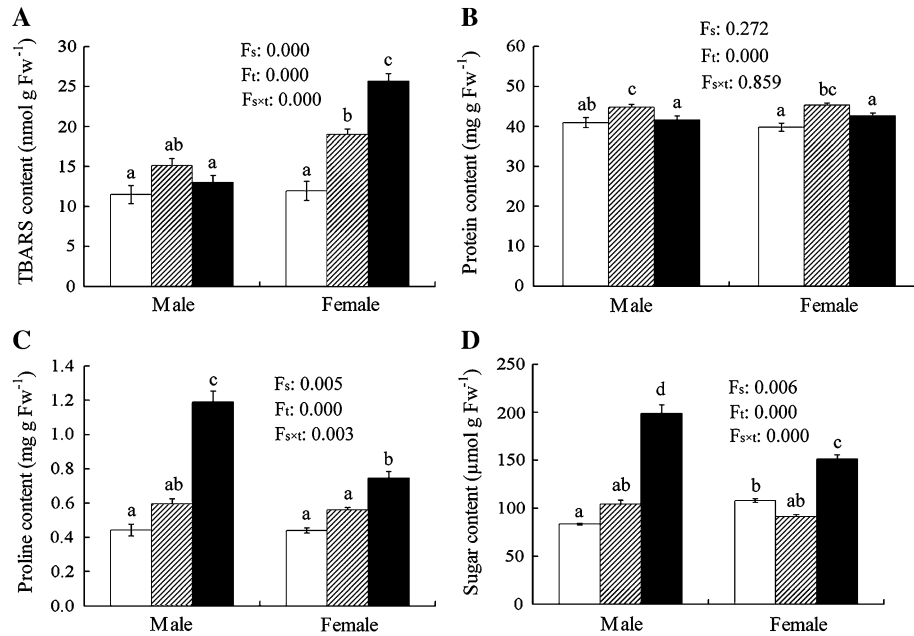 A
TBARS content (nmol g Fw⁻¹)
30
25
20
15
10
5
0
Fs: 0.000
Ft: 0.000
Fs×t: 0.000
a
ab
a
a
b
c
Male
Female
B
Protein content (mg g Fw⁻¹)
60
50
40
30
20
10
0
Fs: 0.272
Ft: 0.000
Fs×t: 0.859
ab
c
a
a
bc
a
Male
Female
C
Proline content (mg g Fw⁻¹)
1.4
1.2
1.0
0.8
0.6
0.4
0.2
0.0
Fs: 0.005
Ft: 0.000
Fs×t: 0.003
a
ab
c
a
a
b
Male
Female
D
Sugar content (μmol g Fw⁻¹)
250
200
150
100
50
0
Fs: 0.006
Ft: 0.000
Fs×t: 0.000
a
ab
d
b
ab
c
Male
Female